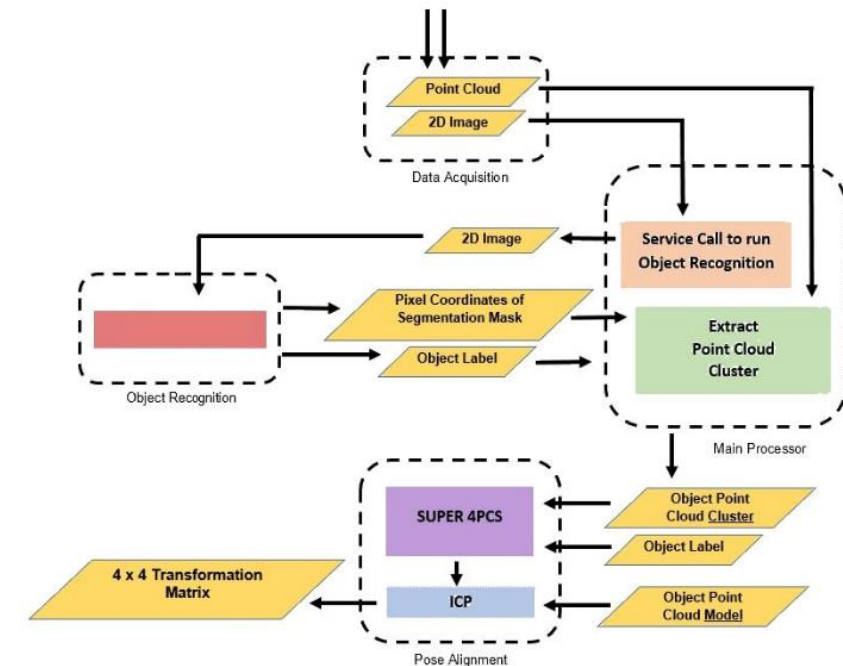 Point Cloud
2D Image
Data Acquisition
2D Image
Service Call to run
Object Recognition
Pixel Coordinates of
Segmentation Mask
Extract
Point Cloud
Cluster
Object Label
Object Recognition
Main Processor
SUPER 4PCS
Object Point
Cloud Cluster
Object Label
4 x 4 Transformation
Matrix
ICP
Object Point
Cloud Model
Pose Alignment